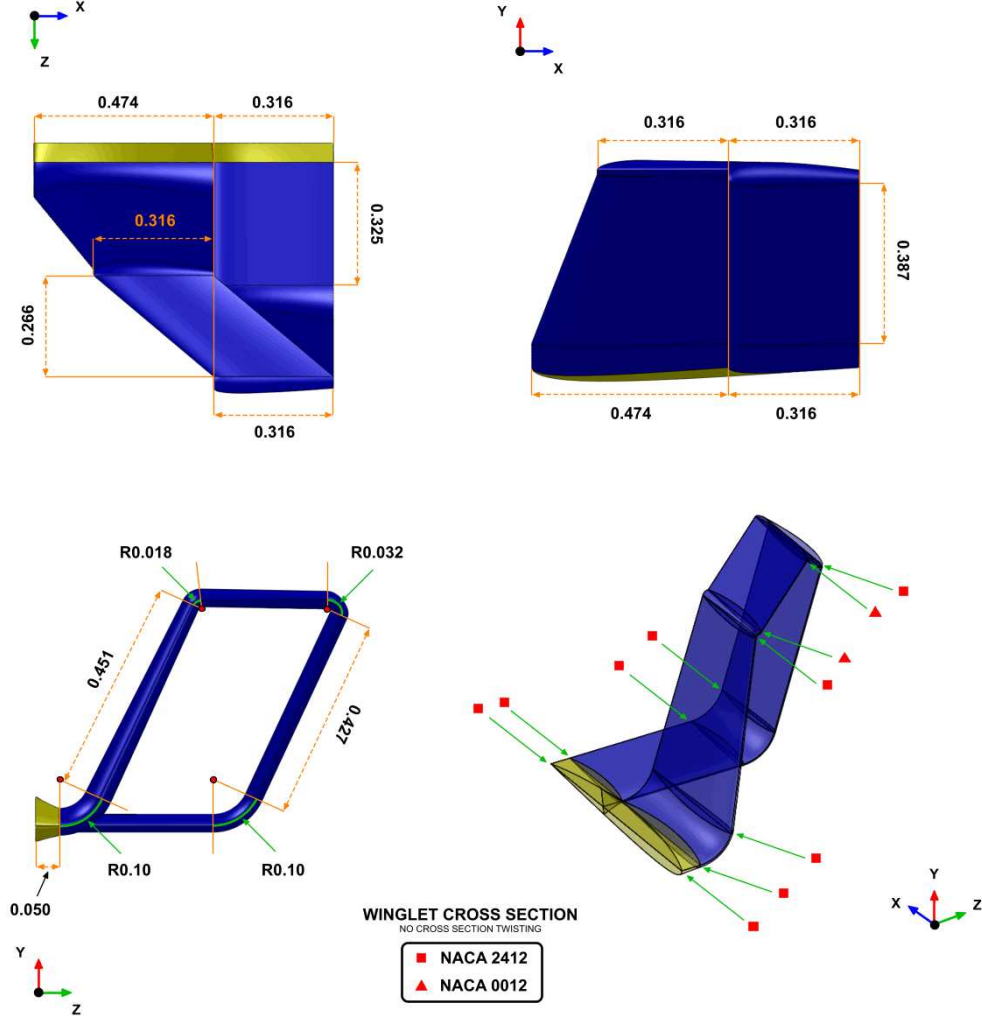 X
Z
0.474
0.316
0.316
0.325
0.266
0.316
Y
X
0.316
0.316
0.387
0.474
0.316
R0.018
R0.032
0.451
0.427
R0.10
R0.10
0.050
Y
Z
WINGLET CROSS SECTION
NO CROSS SECTION TWISTING
NACA 2412
NACA 0012
Y
X
Z